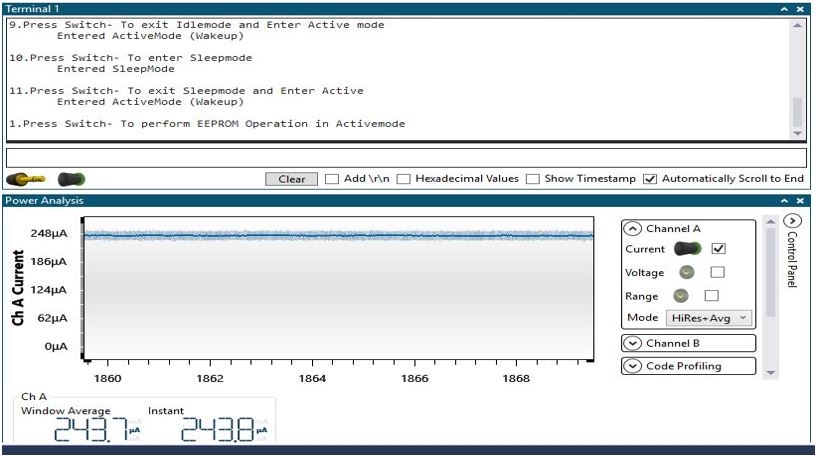 Terminal 1
9.Press Switch- To exit Idlemode and Enter Active mode
Entered ActiveMode (Wakeup)
10.Press Switch- To enter Sleepmode
Entered SleepMode
11.Press Switch- To exit Sleepmode and Enter Active
Entered ActiveMode (Wakeup)
1.Press Switch- To perform EEPROM Operation in Activemode
Clear Add \r\n Hexadecimal Values Show Timestamp Automatically Scroll to End
Power Analysis
Ch A Current
248µA
186µA
124µA
62µA
0µA
1860 1862 1864 1866 1868
Channel A
Current
Voltage
Range
Mode HiRes+Avg
Channel B
Code Profiling
Control Panel
Ch A
Window Average Instant
243.7 µA 243.8 µA